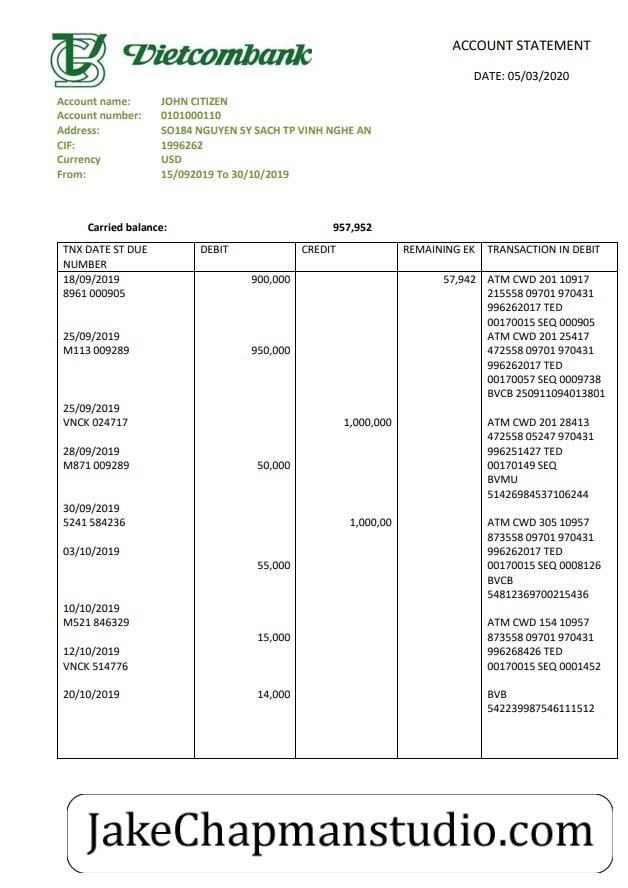 Vietcombank
ACCOUNT STATEMENT
DATE: 05/03/2020
Account name: JOHN CITIZEN
Account number: 0101000110
Address: SO184 NGUYEN SY SACH TP VINH NGHE AN
CIF: 1996262
Currency USD
From: 15/092019 To 30/10/2019
Carried balance: 957,952
TNX DATE ST DUE DEBIT CREDIT REMAINING EK TRANSACTION IN DEBIT
NUMBER
18/09/2019 900,000 57,942 ATM CWD 201 10917
8961 000905 215558 09701 970431
996262017 TED
00170015 SEQ 000905
25/09/2019 ATM CWD 201 25417
M113 009289 950,000 472558 09701 970431
996262017 TED
00170057 SEQ 0009738
BVCB 250911094013801
25/09/2019
VNCK 024717 1,000,000 ATM CWD 201 28413
472558 05247 970431
28/09/2019 996251427 TED
M871 009289 50,000 00170149 SEQ
BVMU
51426984537106244
30/09/2019
5241 584236 1,000,00 ATM CWD 305 10957
873558 09701 970431
03/10/2019 996262017 TED
55,000 00170015 SEQ 0008126
BVCB
54812369700215436
10/10/2019
M521 846329 ATM CWD 154 10957
15,000 873558 09701 970431
12/10/2019 996268426 TED
VNCK 514776 00170015 SEQ 0001452
20/10/2019 14,000 BVB
542239987546111512
JakeChapmanstudio.com